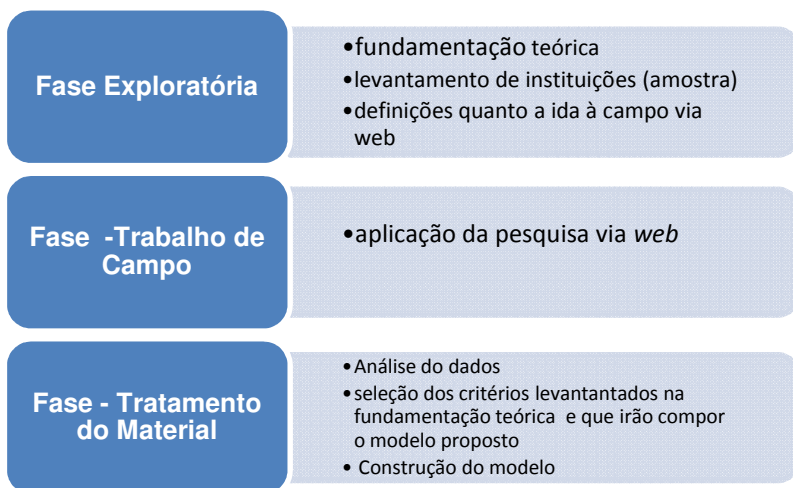 Fase Exploratória
•fundamentação teórica
•levantamento de instituições (amostra)
•definições quanto a ida à campo via
web
Fase -Trabalho de
Campo
•aplicação da pesquisa via web
Fase - Tratamento
do Material
•Análise do dados
•seleção dos critérios levantantados na
fundamentação teórica e que irão compor
o modelo proposto
• Construção do modelo